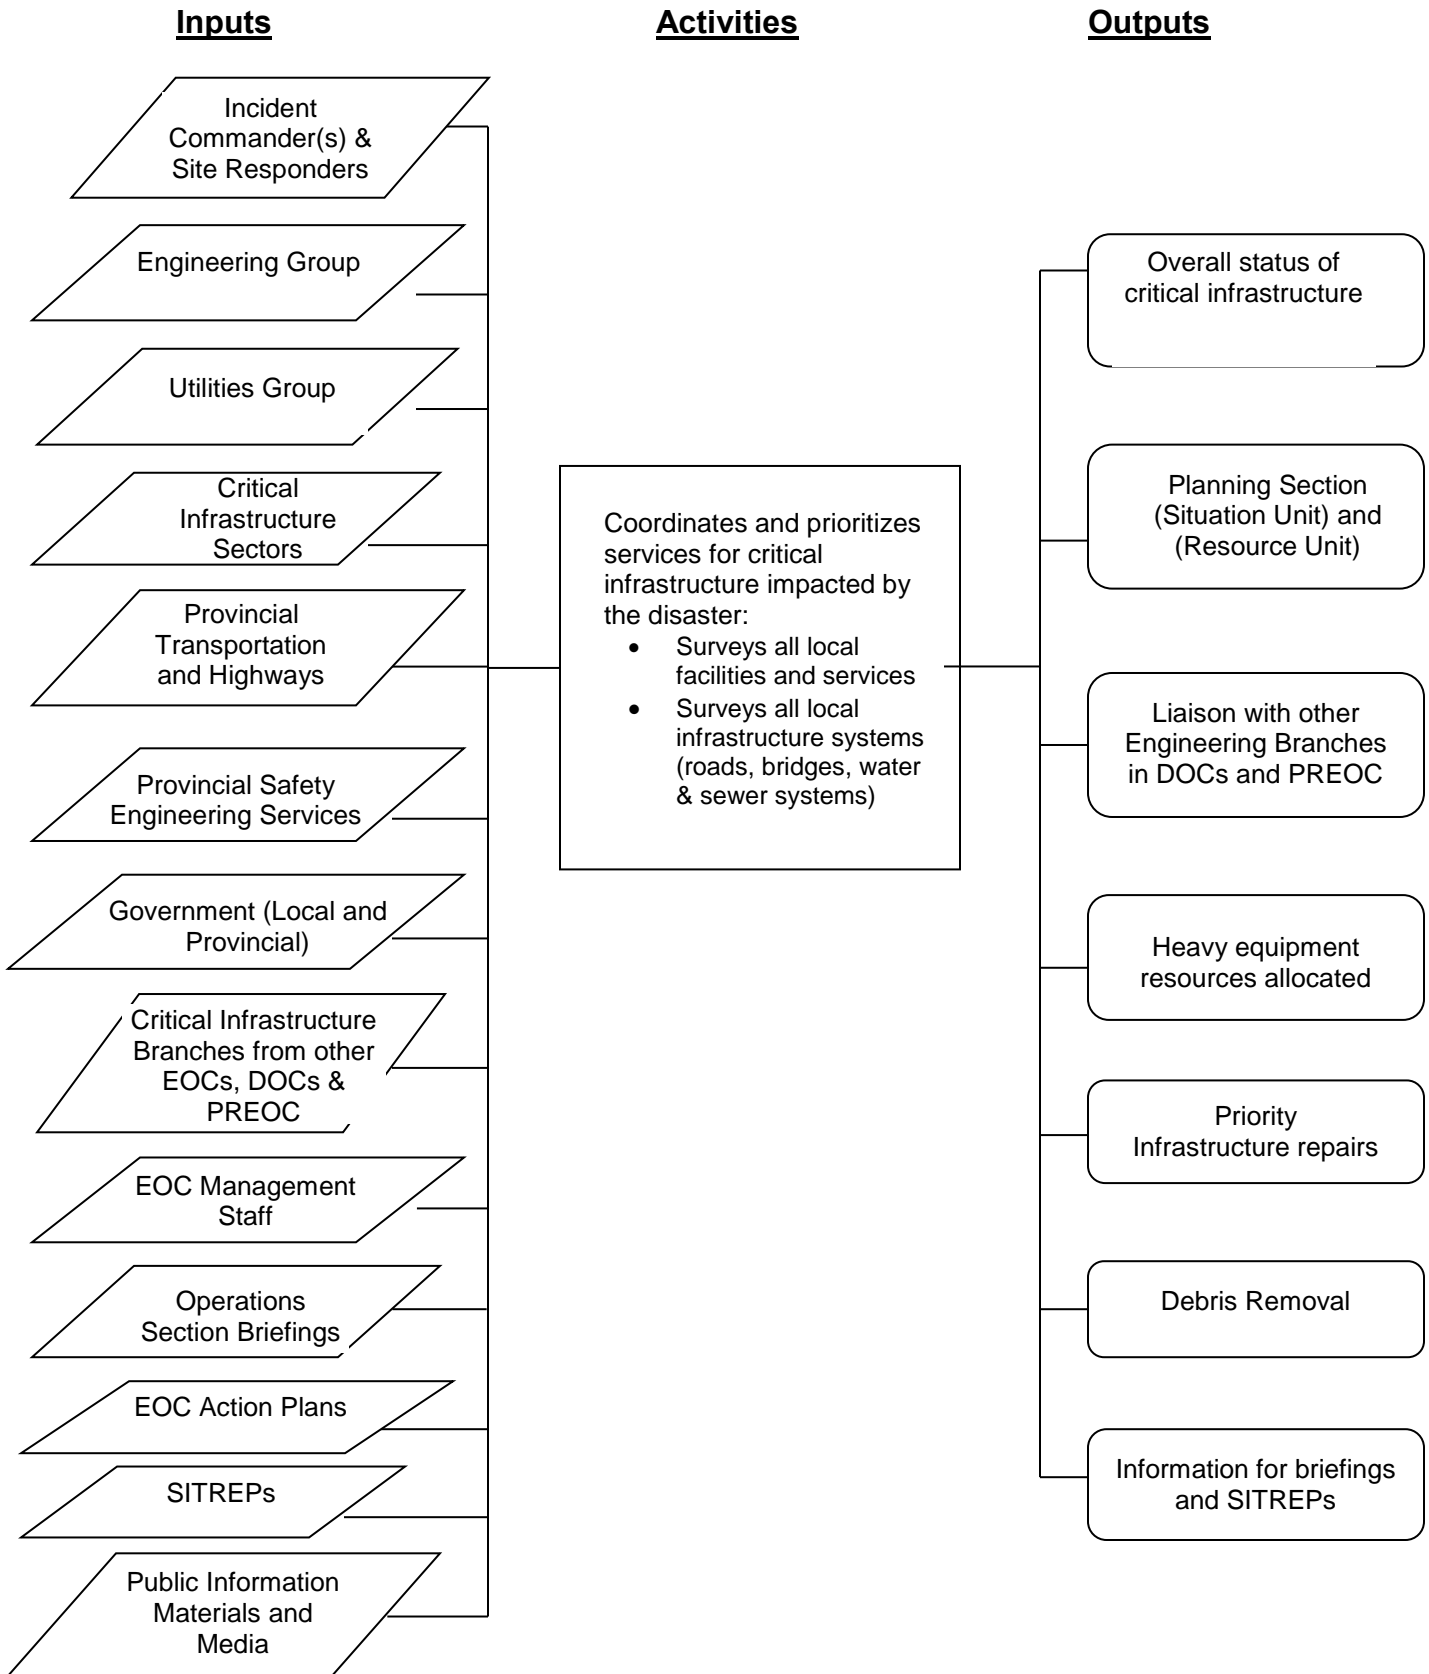 Inputs
Activities
Outputs
Incident
Commander(s) &
Site Responders
Engineering Group
Utilities Group
Critical
Infrastructure
Sectors
Provincial
Transportation
and Highways
Provincial Safety
Engineering Services
Government (Local and
Provincial)
Critical Infrastructure
Branches from other
EOCs, DOCs &
PREOC
EOC Management
Staff
Operations
Section Briefings
EOC Action Plans
SITREPs
Public Information
Materials and
Media
Coordinates and prioritizes
services for critical
infrastructure impacted by
the disaster:
• Surveys all local
facilities and services
• Surveys all local
infrastructure systems
(roads, bridges, water
& sewer systems)
Overall status of
critical infrastructure
Planning Section
(Situation Unit) and
(Resource Unit)
Liaison with other
Engineering Branches
in DOCs and PREOC
Heavy equipment
resources allocated
Priority
Infrastructure repairs
Debris Removal
Information for briefings
and SITREPs